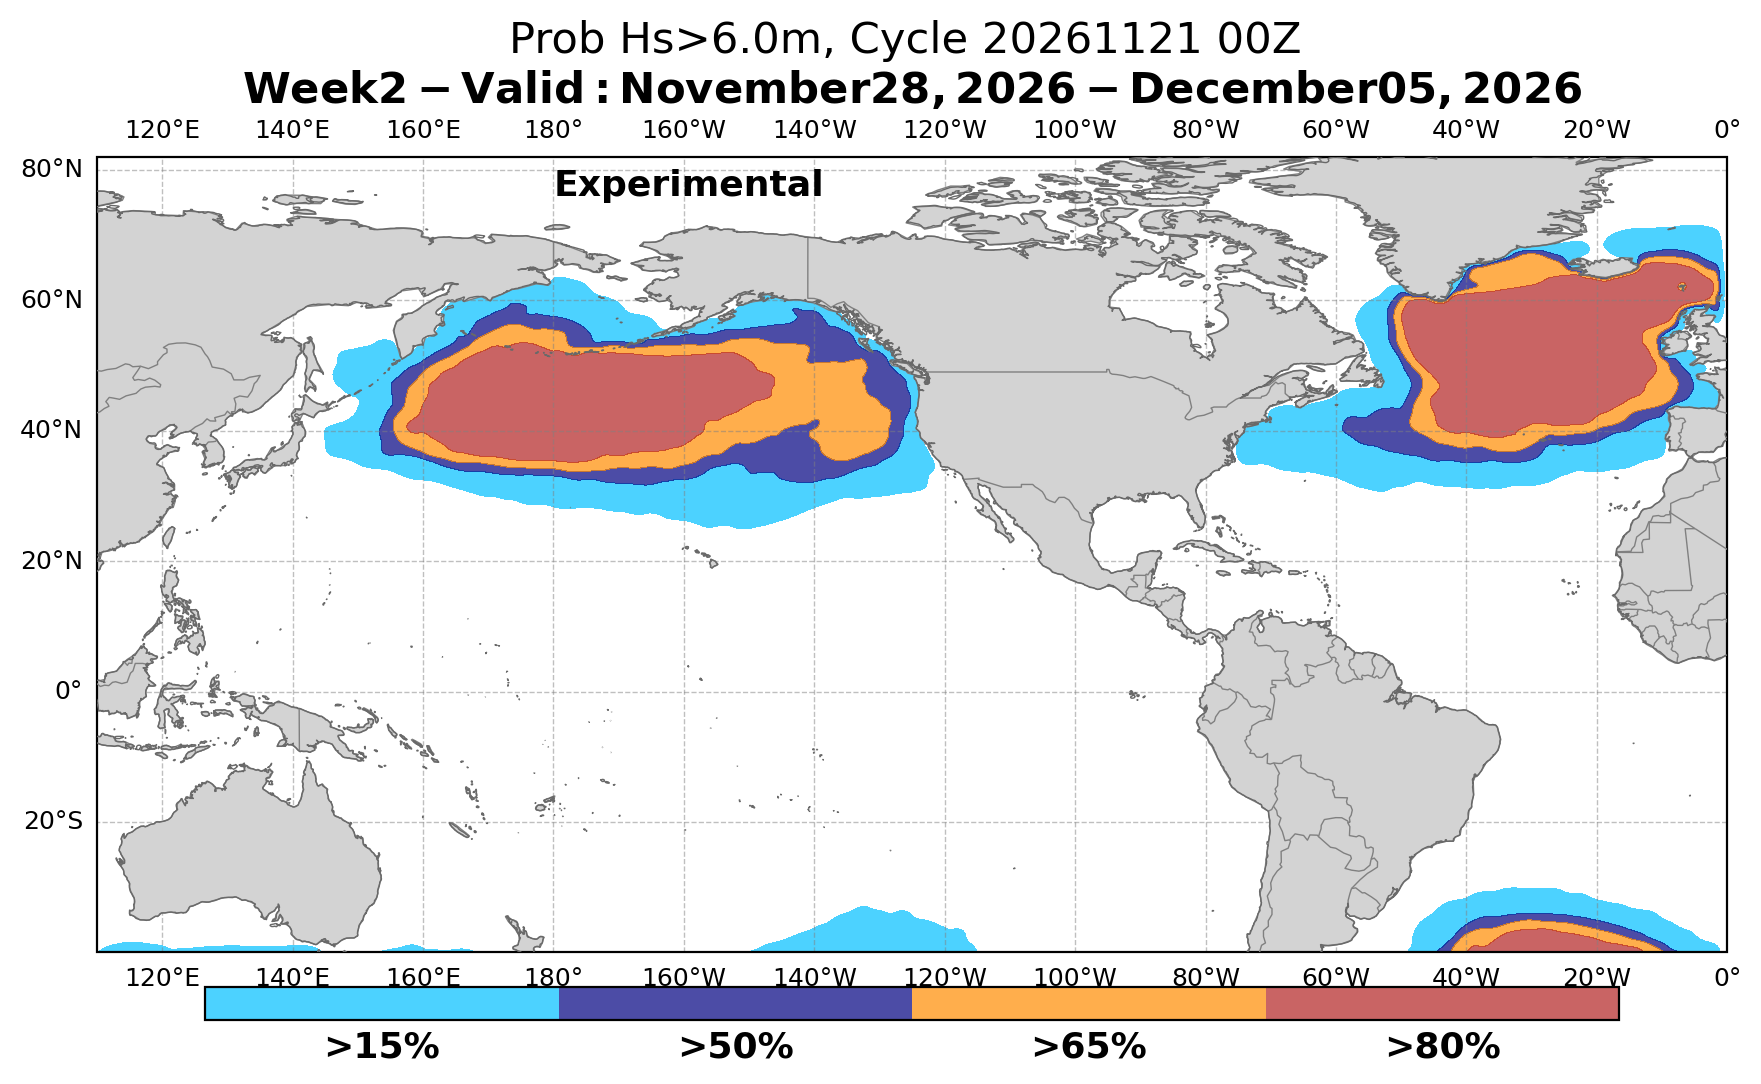 Prob Hs>6.0m, Cycle 20261121 00Z
Week2 − Valid : November28, 2026 − December05, 2026
120°E 140°E 160°E 180° 160°W 140°W 120°W 100°W 80°W 60°W 40°W 20°W 0°
80°N
Experimental
60°N
40°N
20°N
0°
20°S
120°E 140°E 160°E 180° 160°W 140°W 120°W 100°W 80°W 60°W 40°W 20°W 0°
>15% >50% >65% >80%